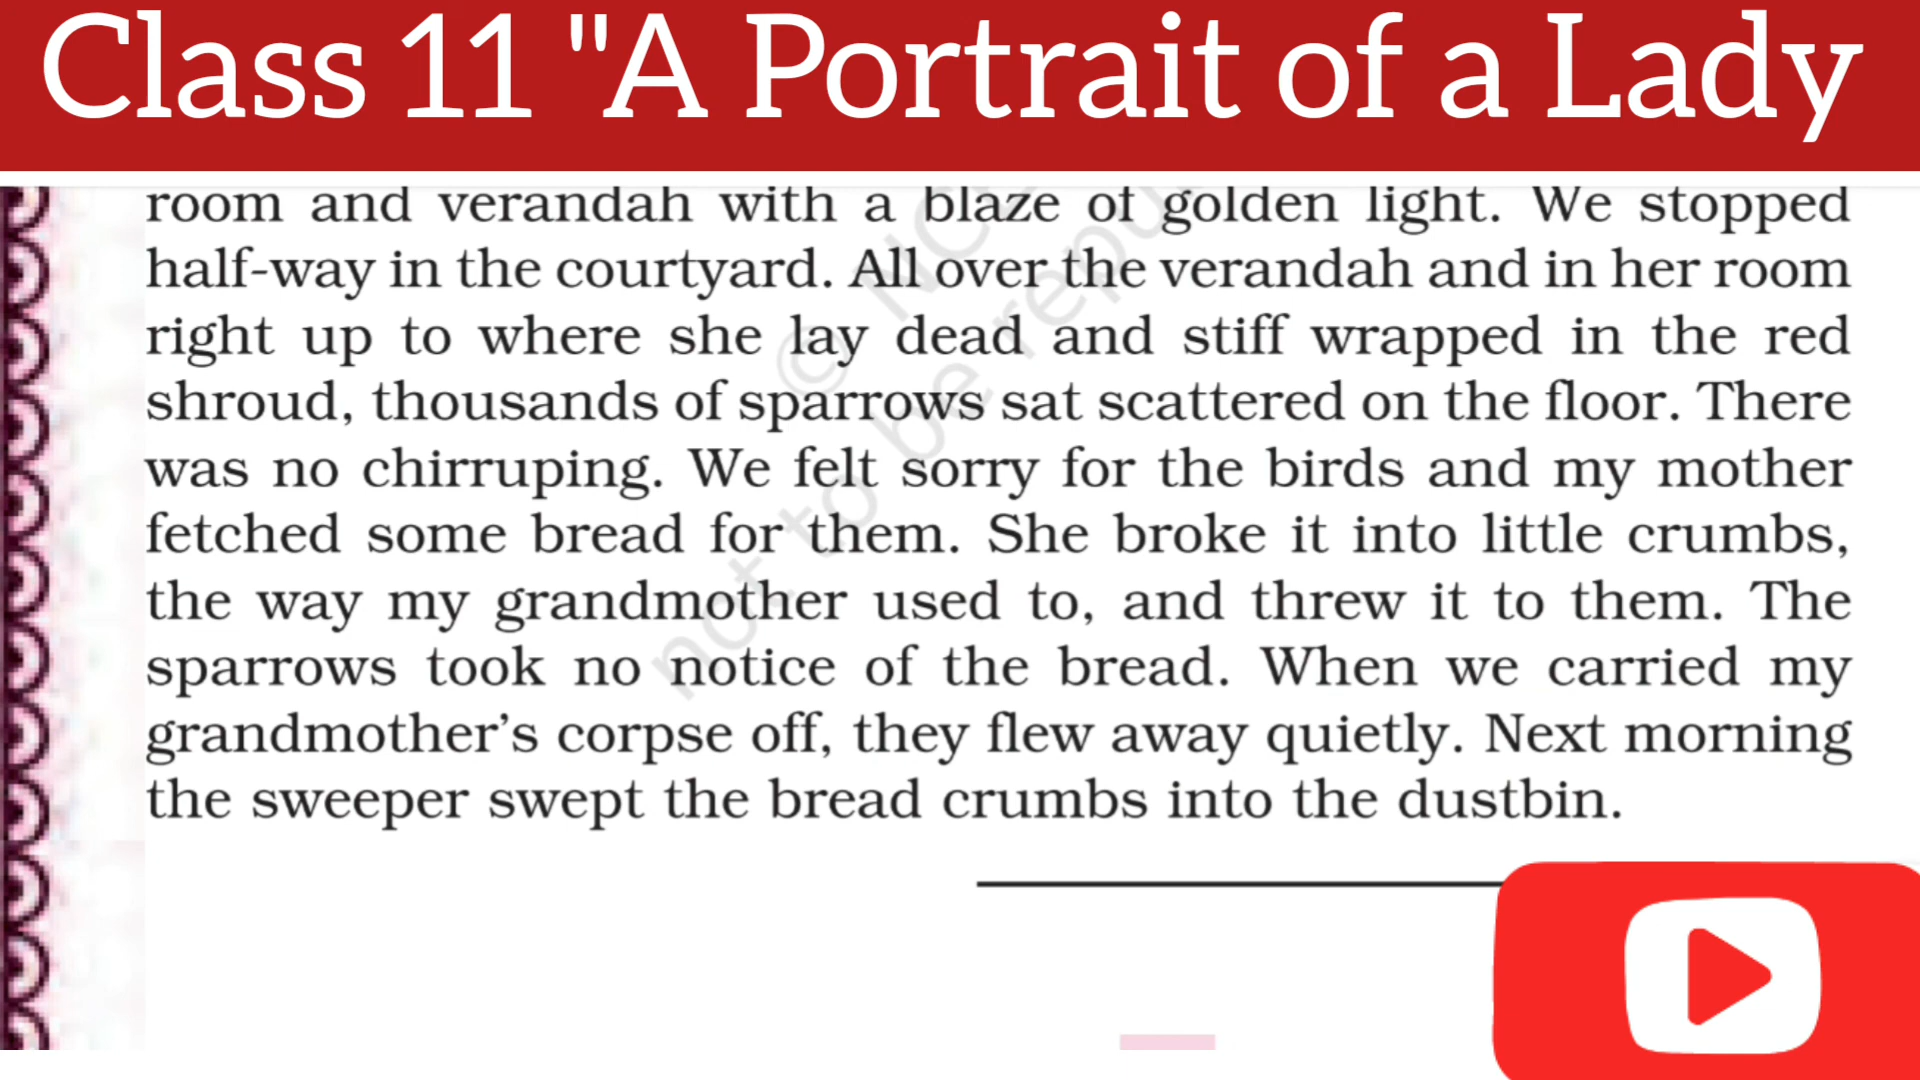 Class 11 "A Portrait of a Lady
room and verandah with a blaze of golden light. We stopped
half-way in the courtyard. All over the verandah and in her room
right up to where she lay dead and stiff wrapped in the red
shroud, thousands of sparrows sat scattered on the floor. There
was no chirruping. We felt sorry for the birds and my mother
fetched some bread for them. She broke it into little crumbs,
the way my grandmother used to, and threw it to them. The
sparrows took no notice of the bread. When we carried my
grandmother’s corpse off, they flew away quietly. Next morning
the sweeper swept the bread crumbs into the dustbin.
© NC
not to be repu